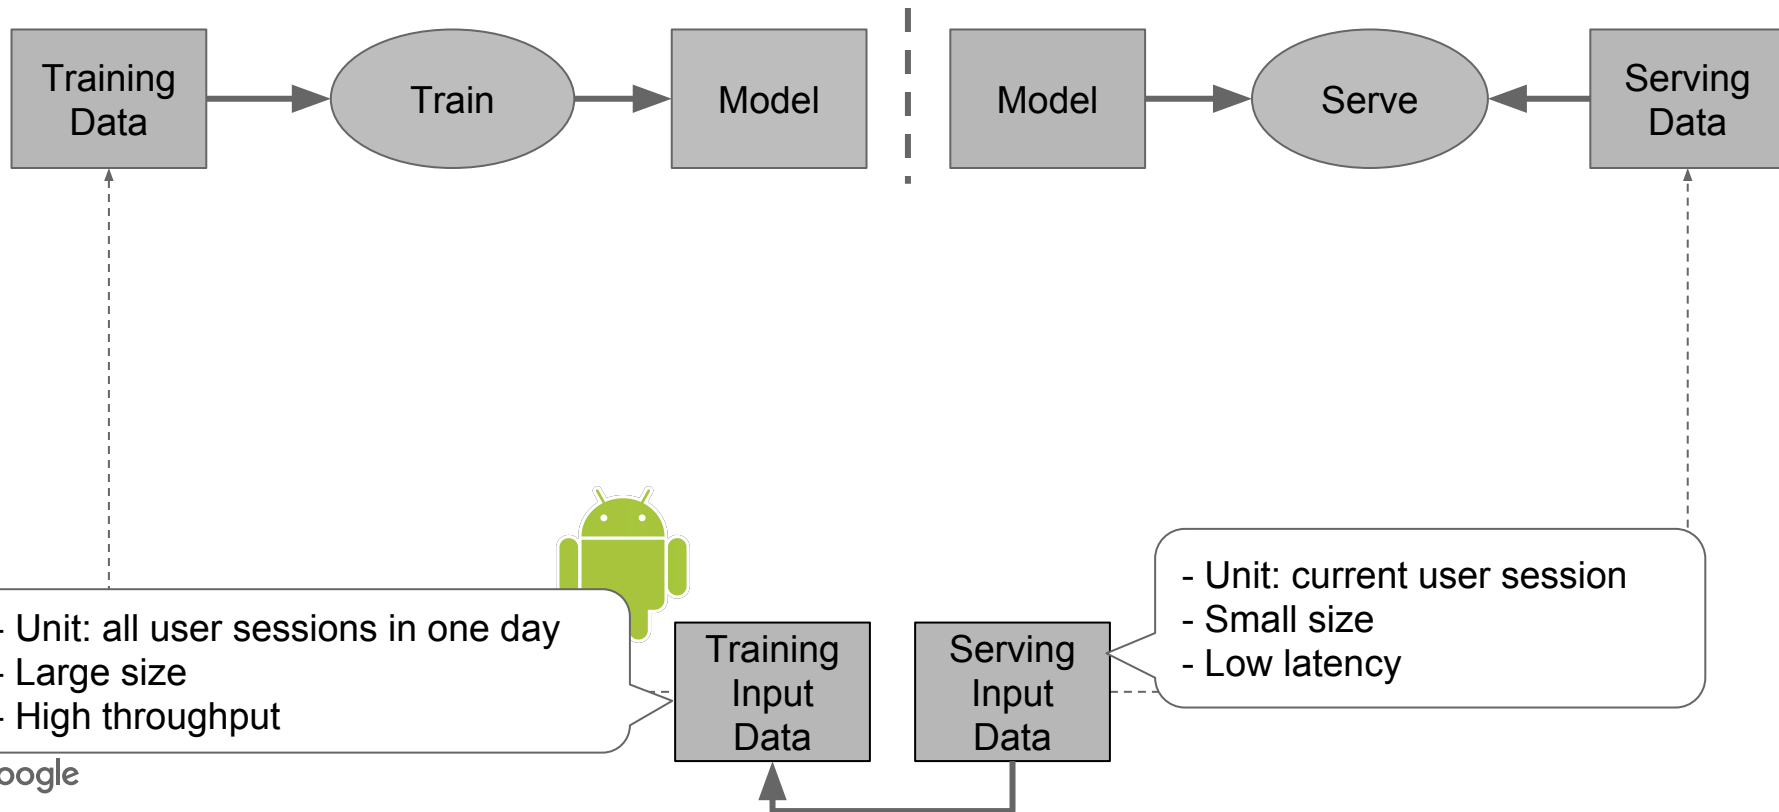 Training
Data
Train
Model
Model
Serve
Serving
Data
- Unit: all user sessions in one day
- Large size
- High throughput
Training
Input
Data
Serving
Input
Data
- Unit: current user session
- Small size
- Low latency
oogle